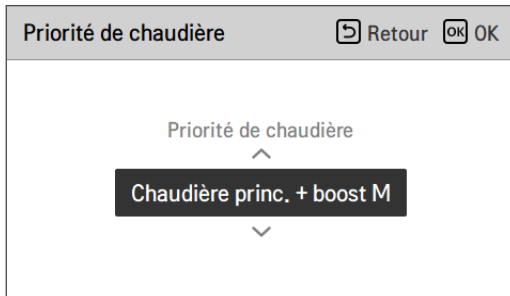 Priorité de chaudière Retour OK OK
Priorité de chaudière
Chaudière princ. + boost M